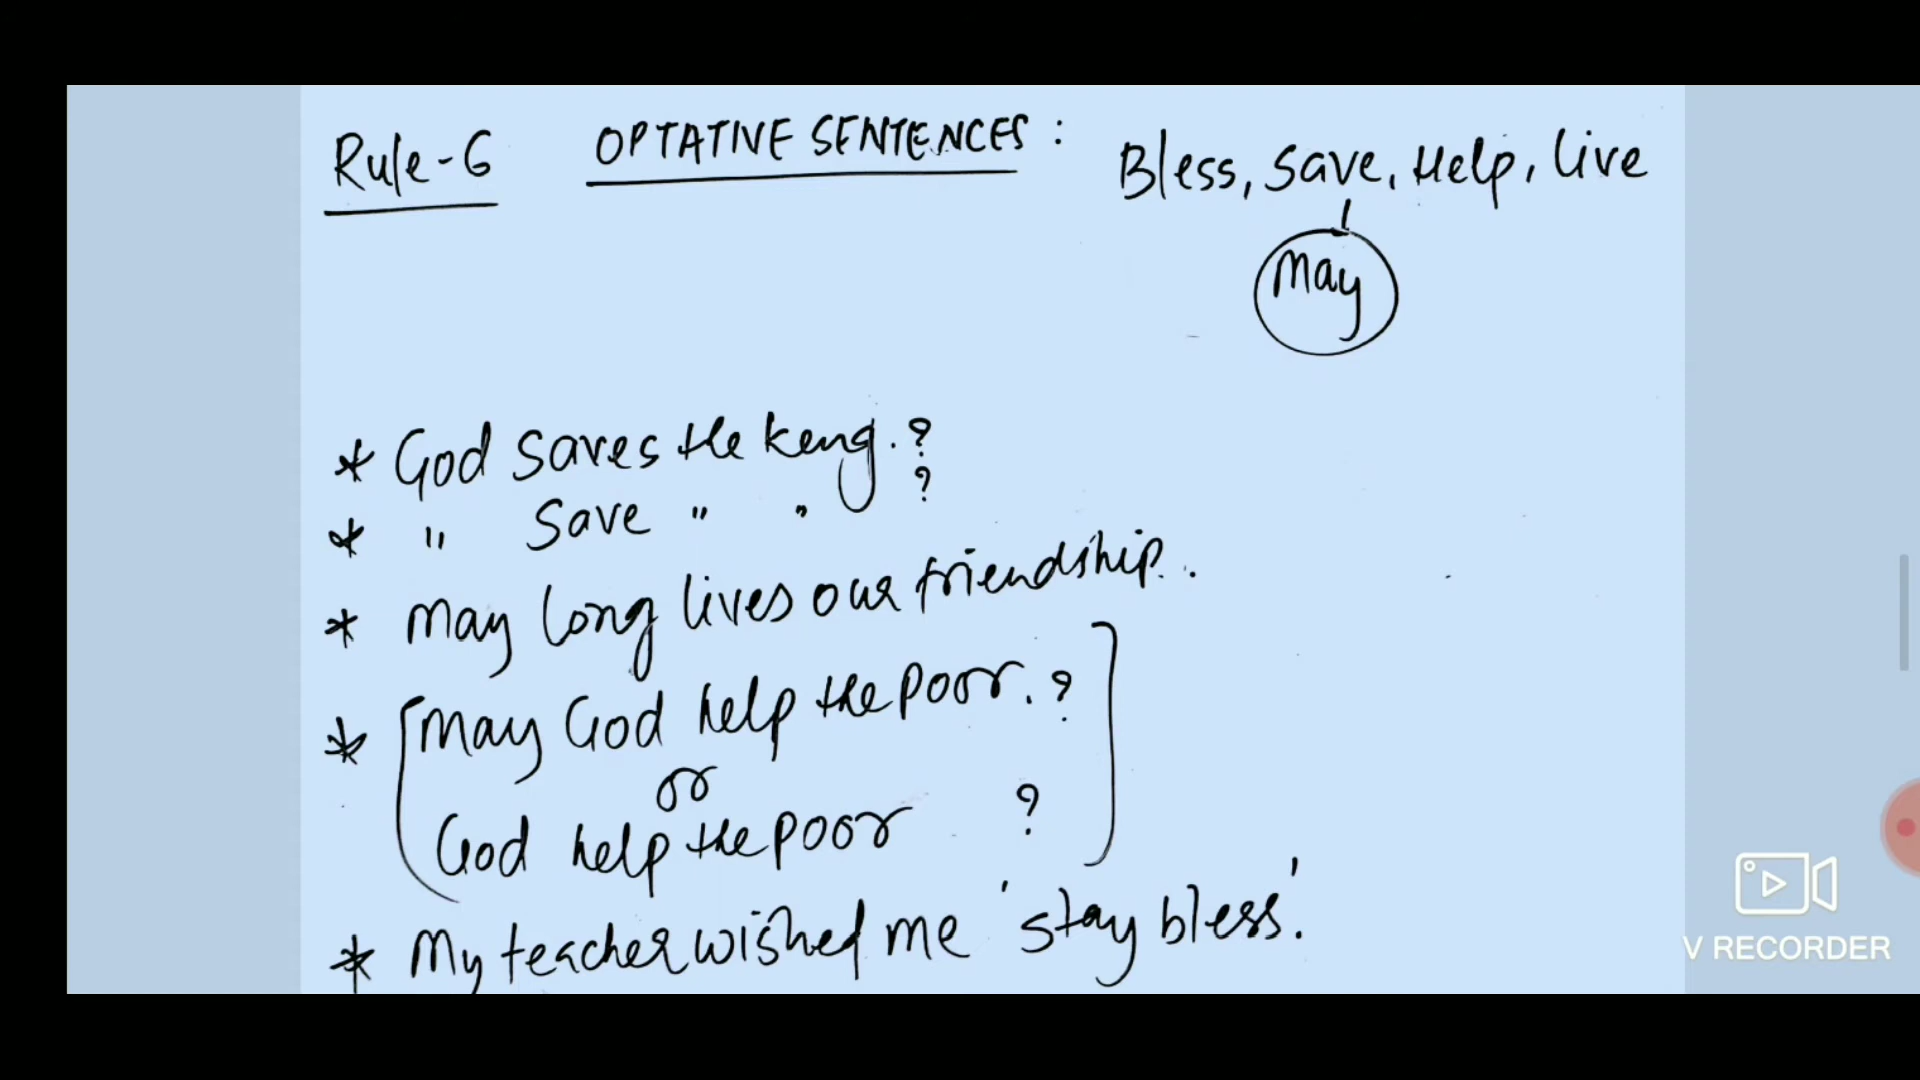 Rule-6 OPTATIVE SENTENCES : Bless, Save, Help, live
May
* God saves the keng. ?
* " Save " " ?
* May long lives our friendship.
* May God help the poor. ?
or
God help the poor ?
* My teacher wished me 'stay bless'.
V RECORDER